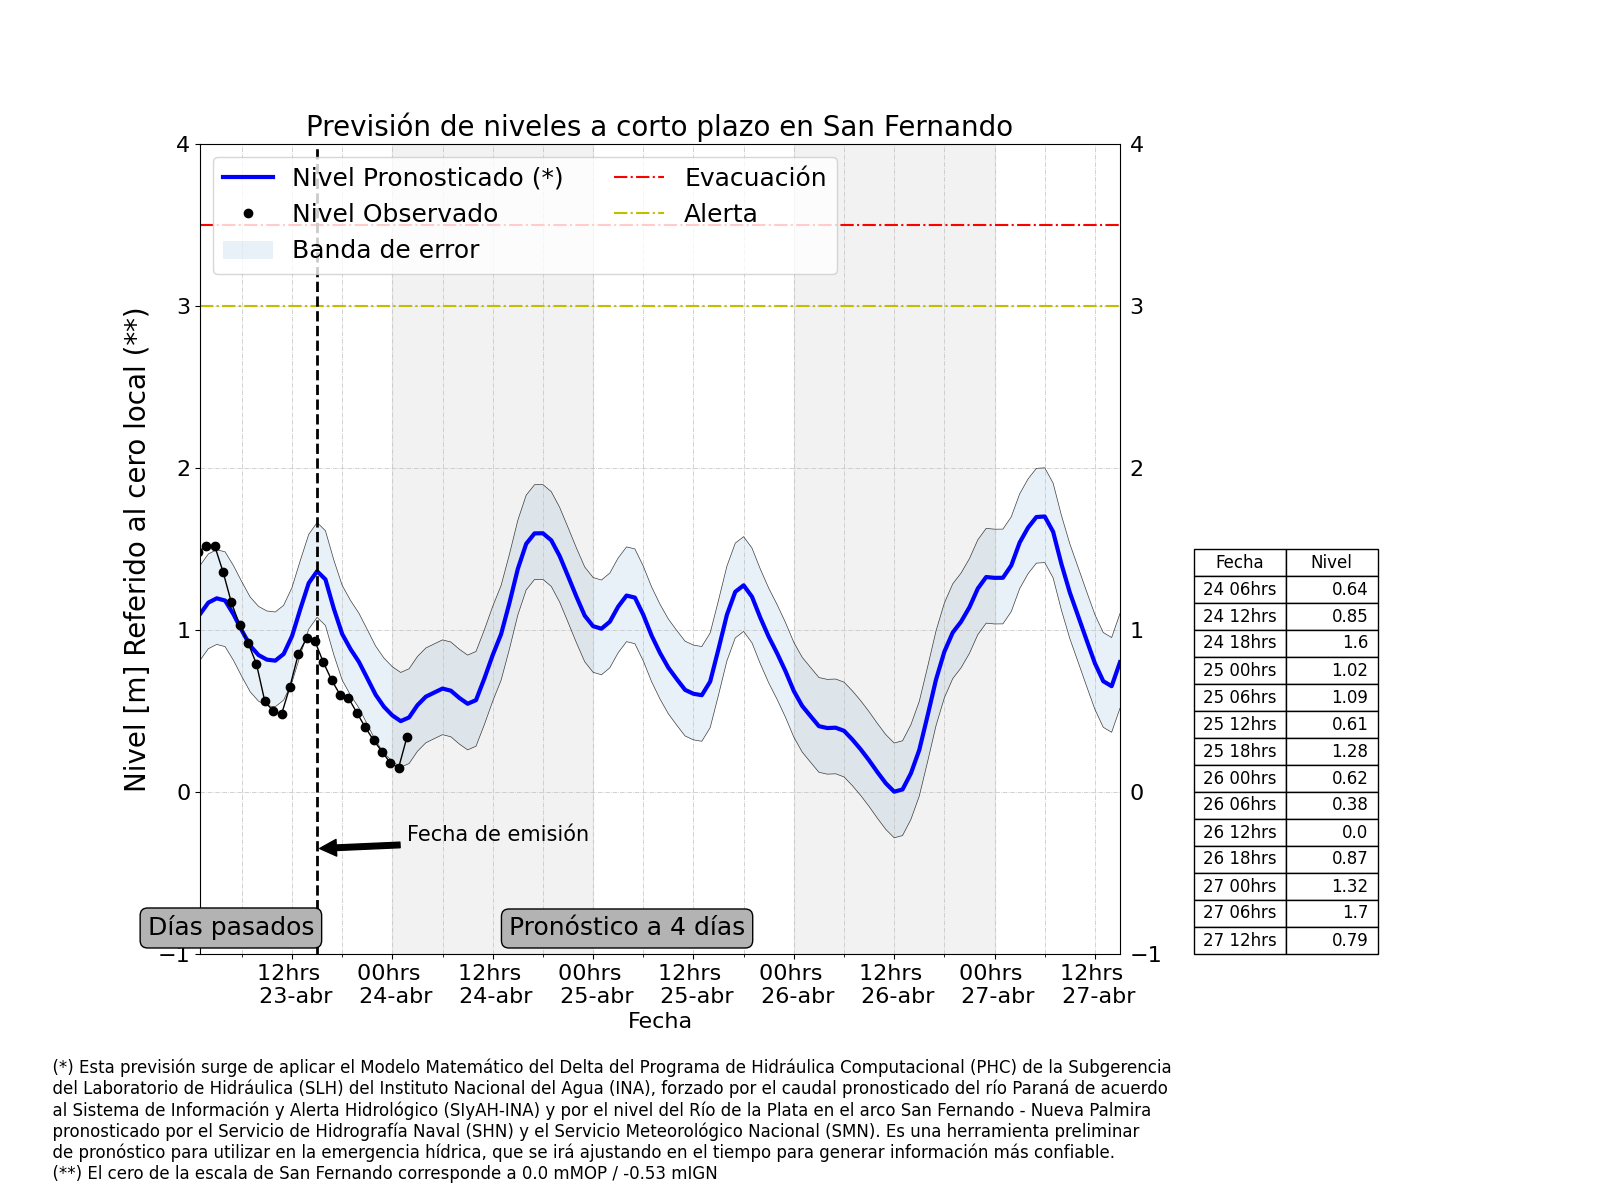 Previsión de niveles a corto plazo en San Fernando
Nivel Pronosticado (*)
Nivel Observado
Banda de error
Evacuación
Alerta
Nivel [m] Referido al cero local (**)
4
3
2
1
0
−1
4
3
2
1
0
−1
Fecha de emisión
Días pasados
Pronóstico a 4 días
12hrs 00hrs 12hrs 00hrs 12hrs 00hrs 12hrs 00hrs 12hrs
23-abr 24-abr 24-abr 25-abr 25-abr 26-abr 26-abr 27-abr 27-abr
Fecha
Fecha Nivel
24 06hrs 0.64
24 12hrs 0.85
24 18hrs 1.6
25 00hrs 1.02
25 06hrs 1.09
25 12hrs 0.61
25 18hrs 1.28
26 00hrs 0.62
26 06hrs 0.38
26 12hrs 0.0
26 18hrs 0.87
27 00hrs 1.32
27 06hrs 1.7
27 12hrs 0.79
(*) Esta previsión surge de aplicar el Modelo Matemático del Delta del Programa de Hidráulica Computacional (PHC) de la Subgerencia
del Laboratorio de Hidráulica (SLH) del Instituto Nacional del Agua (INA), forzado por el caudal pronosticado del río Paraná de acuerdo
al Sistema de Información y Alerta Hidrológico (SIyAH-INA) y por el nivel del Río de la Plata en el arco San Fernando - Nueva Palmira
pronosticado por el Servicio de Hidrografía Naval (SHN) y el Servicio Meteorológico Nacional (SMN). Es una herramienta preliminar
de pronóstico para utilizar en la emergencia hídrica, que se irá ajustando en el tiempo para generar información más confiable.
(**) El cero de la escala de San Fernando corresponde a 0.0 mMOP / -0.53 mIGN